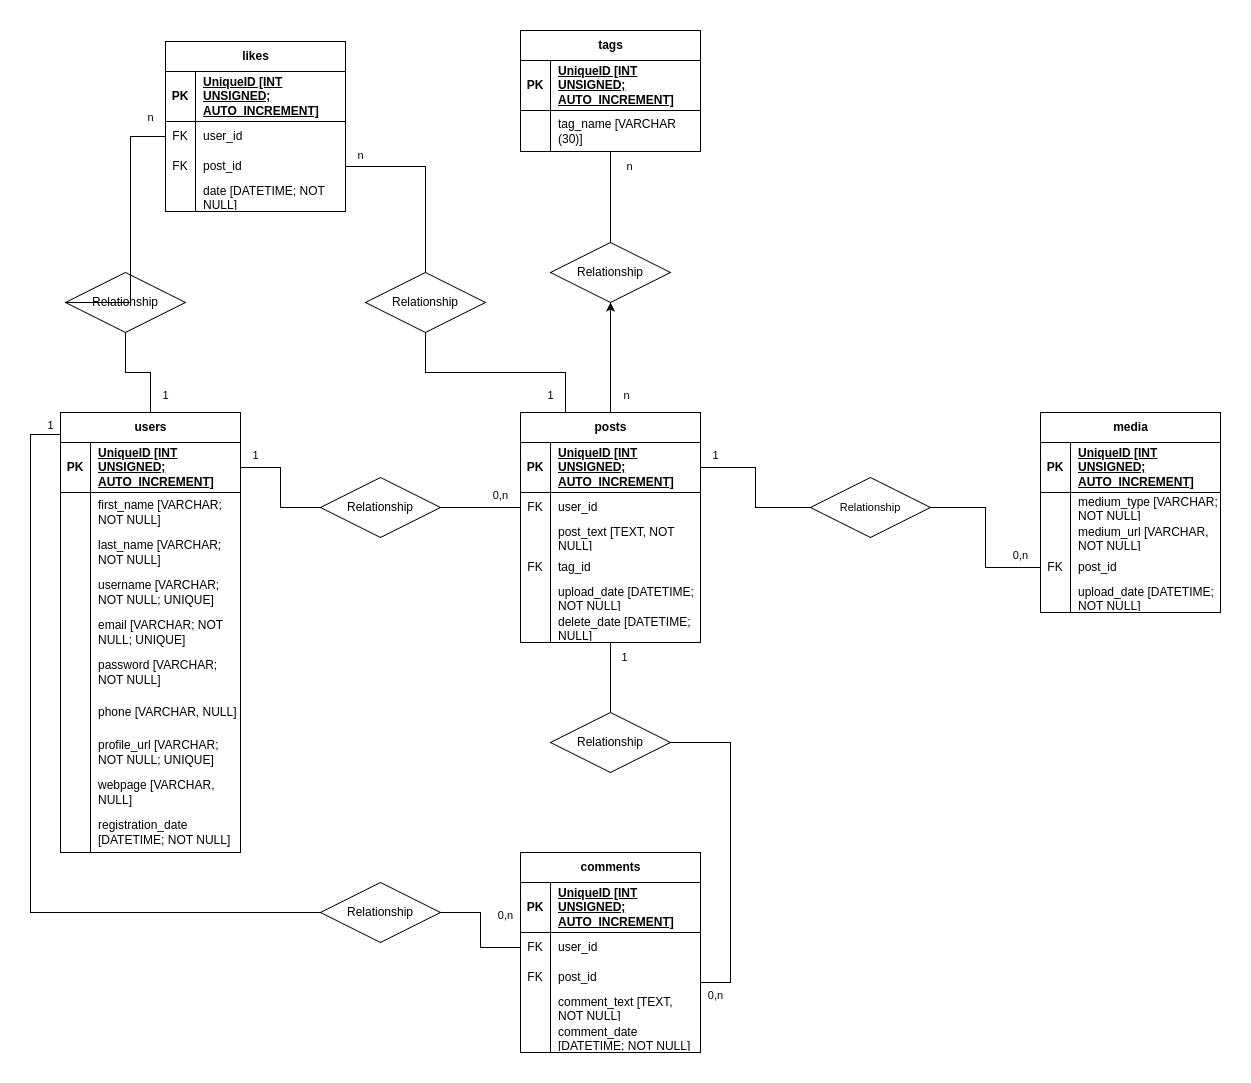 likes
PK
UniqueID [INT
UNSIGNED;
AUTO_INCREMENT]
FK
user_id
FK
post_id
date [DATETIME; NOT
NULL]
n
n
tags
PK
UniqueID [INT
UNSIGNED;
AUTO_INCREMENT]
tag_name [VARCHAR
(30)]
n
Relationship
Relationship
Relationship
1
1
n
1
users
PK
UniqueID [INT
UNSIGNED;
AUTO_INCREMENT]
first_name [VARCHAR;
NOT NULL]
last_name [VARCHAR;
NOT NULL]
username [VARCHAR;
NOT NULL; UNIQUE]
email [VARCHAR; NOT
NULL; UNIQUE]
password [VARCHAR;
NOT NULL]
phone [VARCHAR, NULL]
profile_url [VARCHAR;
NOT NULL; UNIQUE]
webpage [VARCHAR,
NULL]
registration_date
[DATETIME; NOT NULL]
1
Relationship
0,n
posts
PK
UniqueID [INT
UNSIGNED;
AUTO_INCREMENT]
FK
user_id
post_text [TEXT, NOT
NULL]
FK
tag_id
upload_date [DATETIME;
NOT NULL]
delete_date [DATETIME;
NULL]
1
Relationship
0,n
media
PK
UniqueID [INT
UNSIGNED;
AUTO_INCREMENT]
medium_type [VARCHAR;
NOT NULL]
medium_url [VARCHAR,
NOT NULL]
FK
post_id
upload_date [DATETIME;
NOT NULL]
1
Relationship
Relationship
0,n
comments
PK
UniqueID [INT
UNSIGNED;
AUTO_INCREMENT]
FK
user_id
FK
post_id
comment_text [TEXT,
NOT NULL]
comment_date
[DATETIME; NOT NULL]
0,n